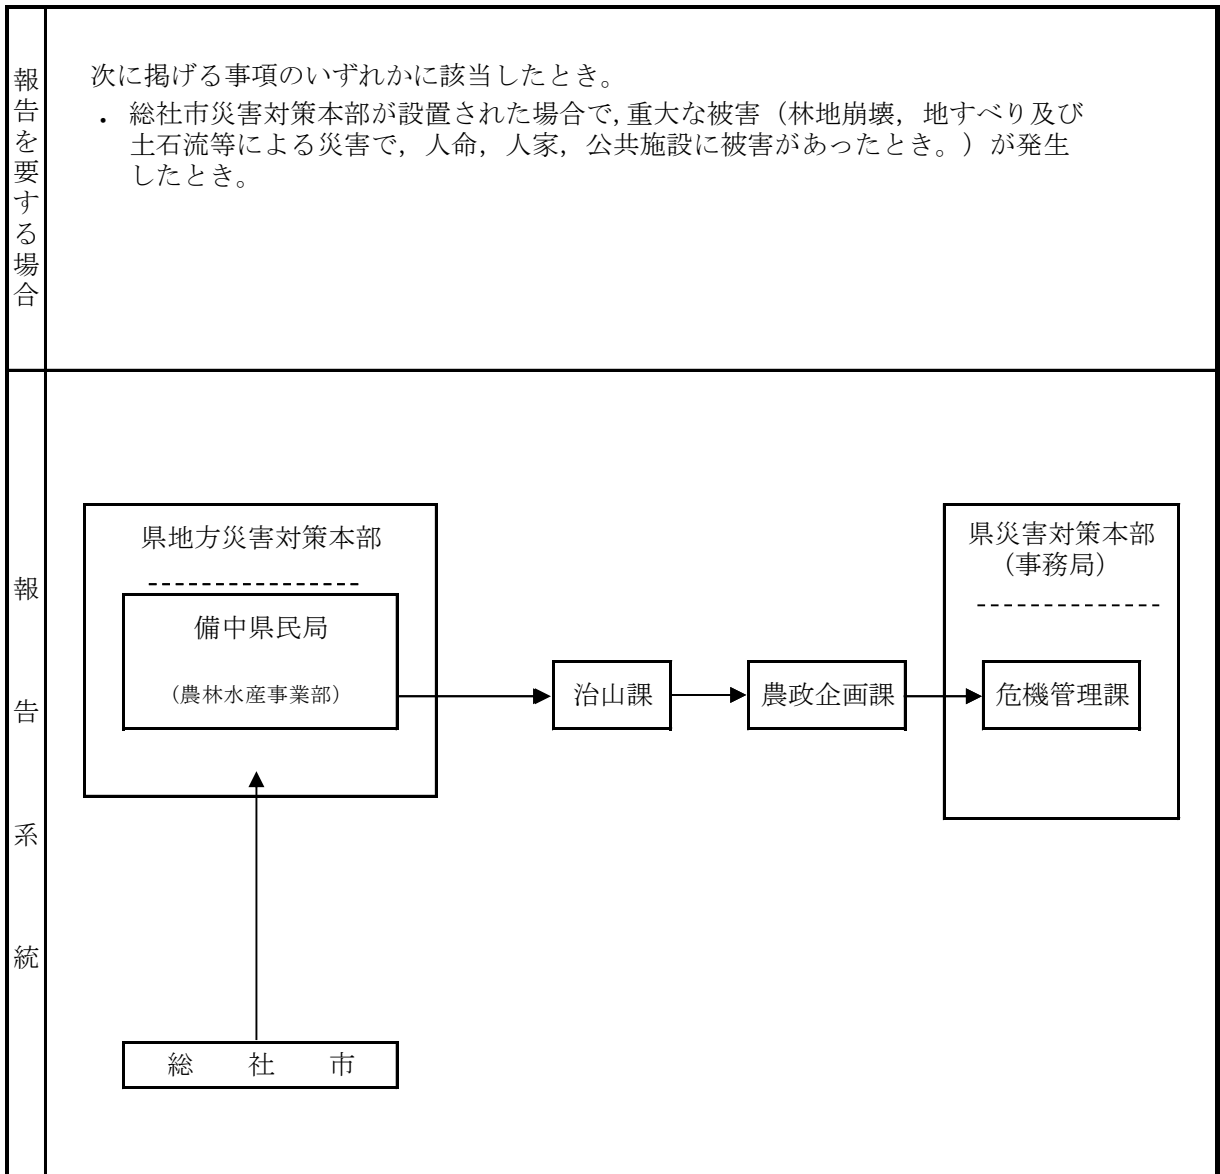 報告を要する場合
次に掲げる事項のいずれかに該当したとき。
． 総社市災害対策本部が設置された場合で，重大な被害（林地崩壊，地すべり及び
土石流等による災害で，人命，人家，公共施設に被害があったとき。）が発生
したとき。
報告系統
県地方災害対策本部
備中県民局
（農林水産事業部）
治山課
農政企画課
県災害対策本部
（事務局）
危機管理課
総　社　市